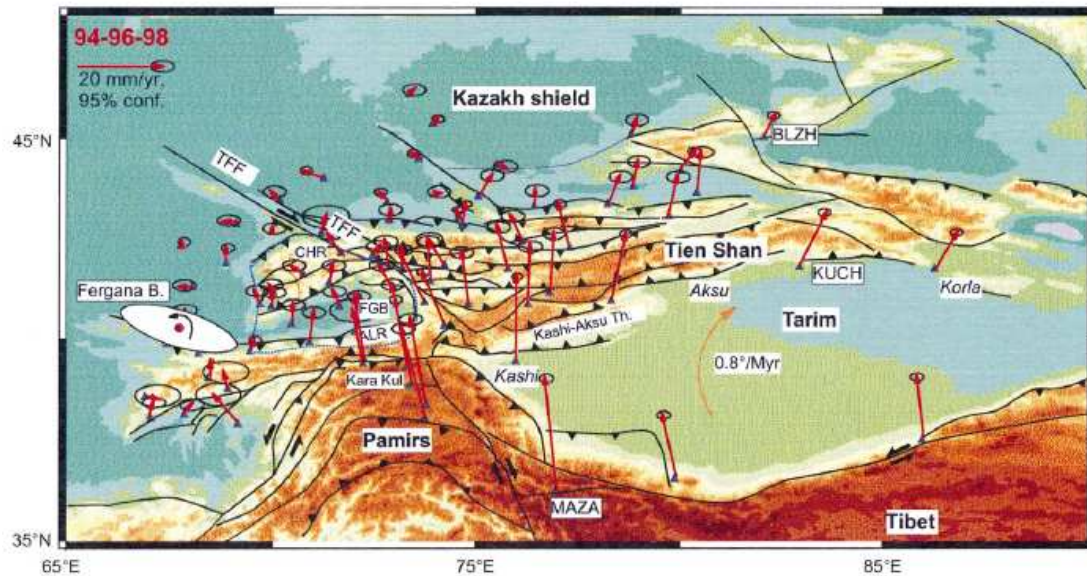 94-96-98
20 mm/yr,
95% conf.
Kazakh shield
45°N
BLZH
TFF
TFF
CHR
Tien Shan
KUCH
Fergana B.
Aksu
Korla
FGB
Tarim
ALR
Kashi-Aksu Th.
0.8°/Myr
Kara Kul
Kashi
Pamirs
MAZA
Tibet
35°N
65°E
75°E
85°E